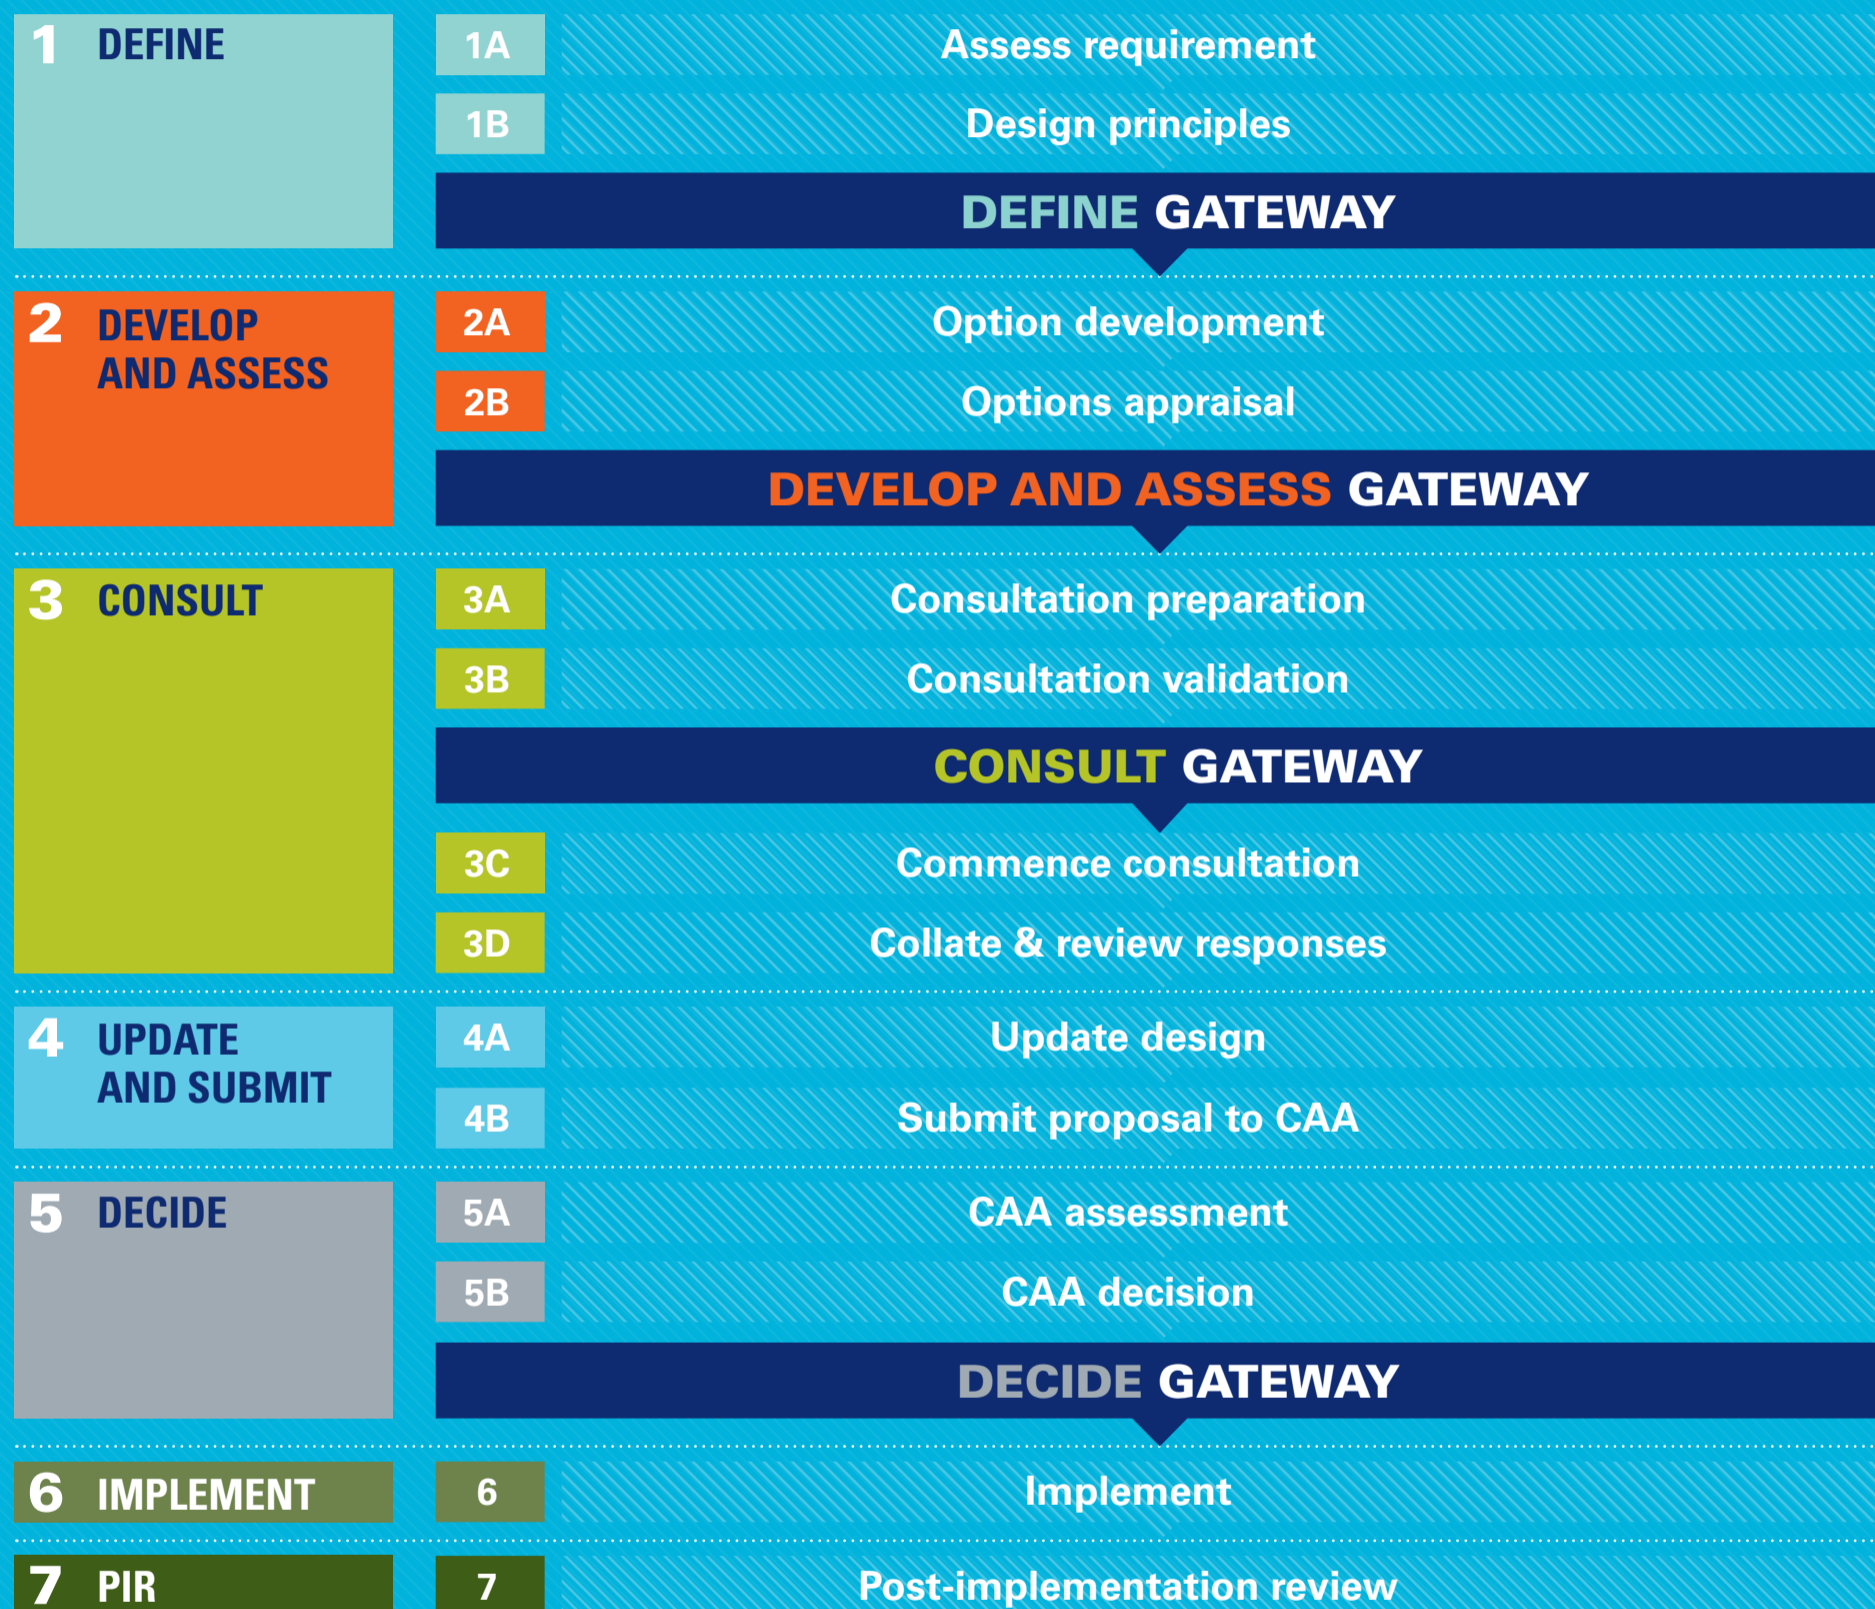 1 DEFINE
1A Assess requirement
1B Design principles
DEFINE GATEWAY
2 DEVELOP
AND ASSESS
2A Option development
2B Options appraisal
DEVELOP AND ASSESS GATEWAY
3 CONSULT
3A Consultation preparation
3B Consultation validation
CONSULT GATEWAY
3C Commence consultation
3D Collate & review responses
4 UPDATE
AND SUBMIT
4A Update design
4B Submit proposal to CAA
5 DECIDE
5A CAA assessment
5B CAA decision
DECIDE GATEWAY
6 IMPLEMENT
6 Implement
7 PIR
7 Post-implementation review